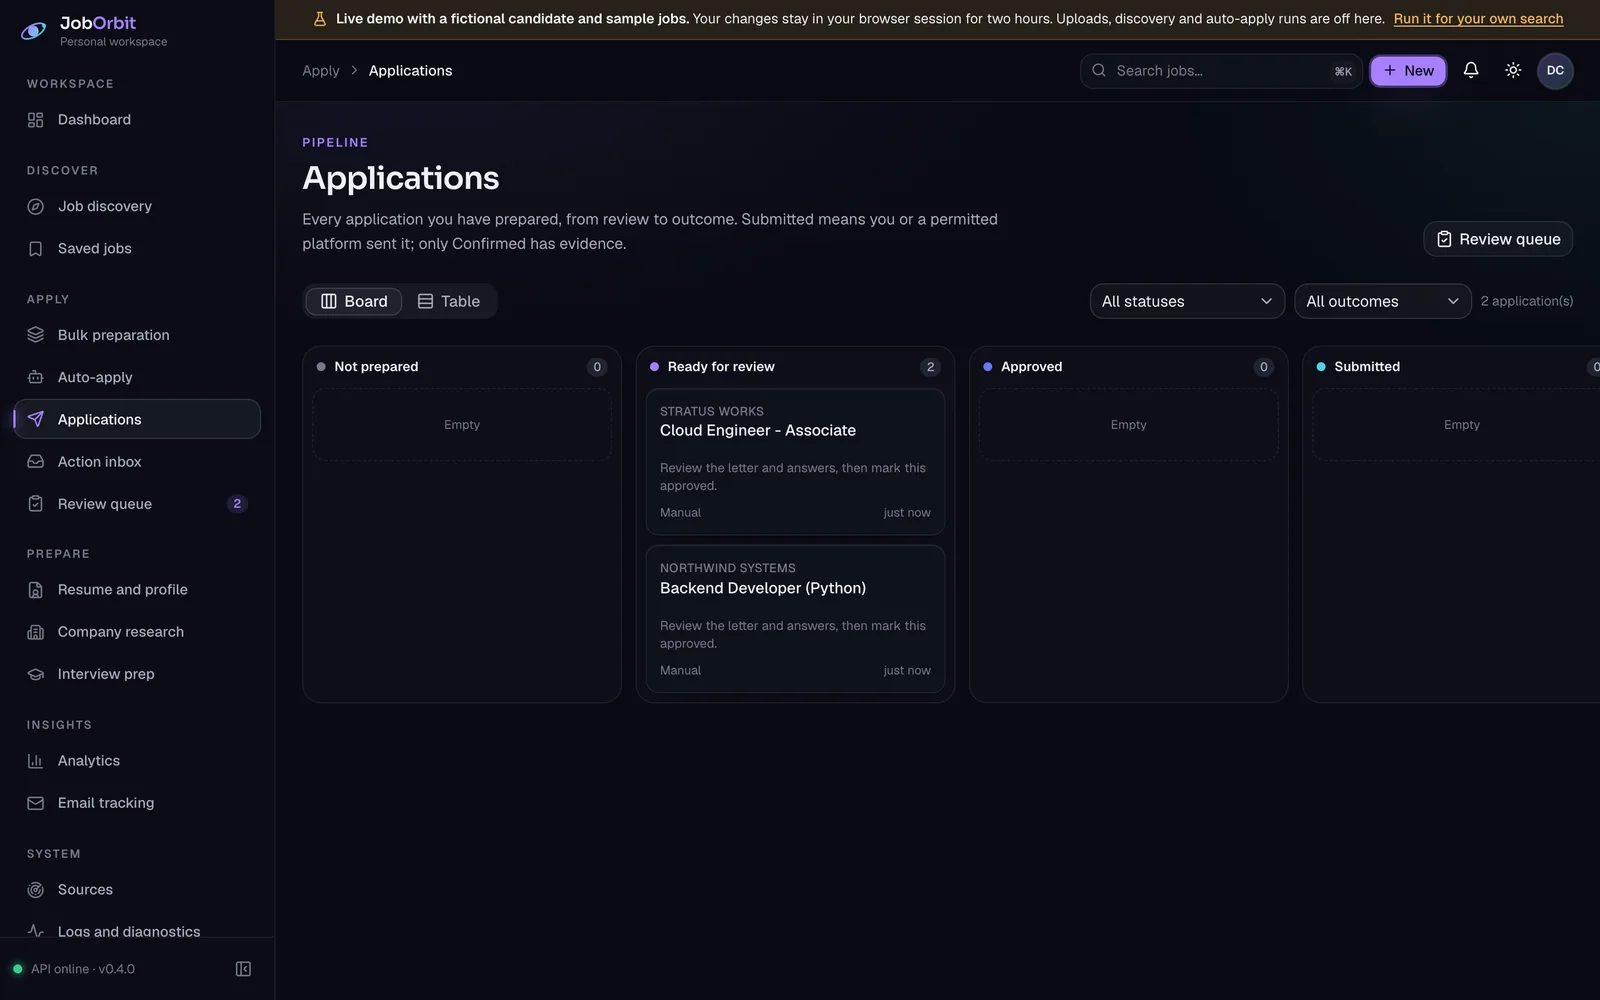 JobOrbit
Personal workspace
WORKSPACE
Dashboard
DISCOVER
Job discovery
Saved jobs
APPLY
Bulk preparation
Auto-apply
Applications
Action inbox
Review queue 2
PREPARE
Resume and profile
Company research
Interview prep
INSIGHTS
Analytics
Email tracking
SYSTEM
Sources
Logs and diagnostics
API online · v0.4.0
Live demo with a fictional candidate and sample jobs. Your changes stay in your browser session for two hours. Uploads, discovery and auto-apply runs are off here. Run it for your own search
Apply > Applications
Search jobs... ⌘K
+ New
DC
PIPELINE
Applications
Every application you have prepared, from review to outcome. Submitted means you or a permitted
platform sent it; only Confirmed has evidence.
Review queue
Board Table
All statuses All outcomes 2 application(s)
Not prepared 0
Empty
Ready for review 2
STRATUS WORKS
Cloud Engineer - Associate
Review the letter and answers, then mark this
approved.
Manual just now
NORTHWIND SYSTEMS
Backend Developer (Python)
Review the letter and answers, then mark this
approved.
Manual just now
Approved 0
Empty
Submitted 0
Empty